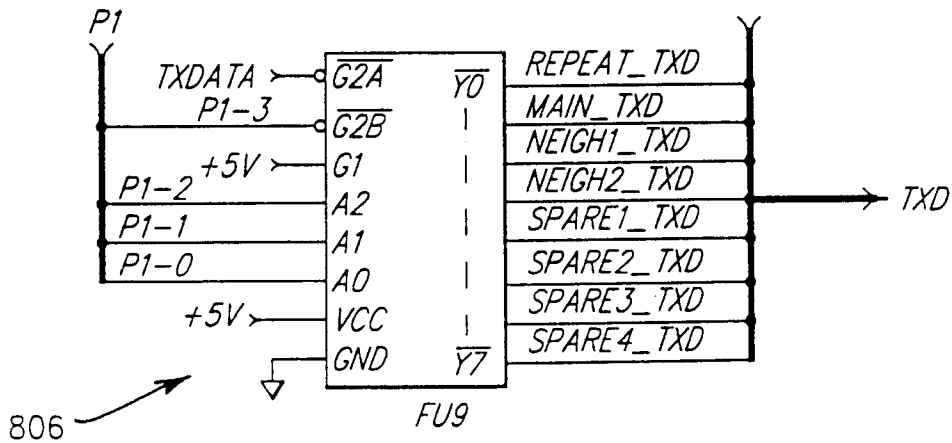 P1
TXDATA
P1-3
+5V
P1-2
P1-1
P1-0
+5V
G2A
G2B
G1
A2
A1
A0
VCC
GND
Y0
Y7
FU9
REPEAT_TXD
MAIN_TXD
NEIGH1_TXD
NEIGH2_TXD
SPARE1_TXD
SPARE2_TXD
SPARE3_TXD
SPARE4_TXD
TXD
806